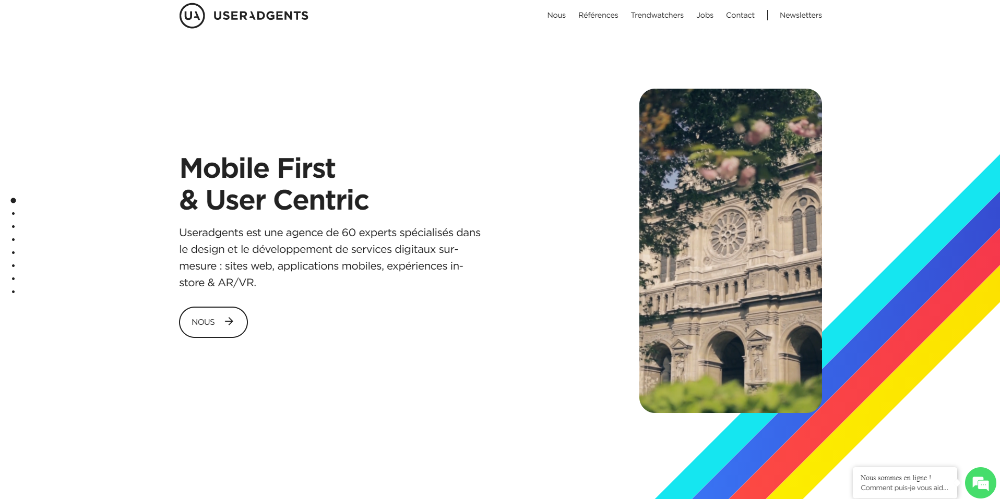 UA USERADGENTS
Nous Références Trendwatchers Jobs Contact Newsletters
Mobile First
& User Centric
Useradgents est une agence de 60 experts spécialisés dans
le design et le développement de services digitaux sur-
mesure : sites web, applications mobiles, expériences in-
store & AR/VR.
NOUS
Nous sommes en ligne !
Comment puis-je vous aid...